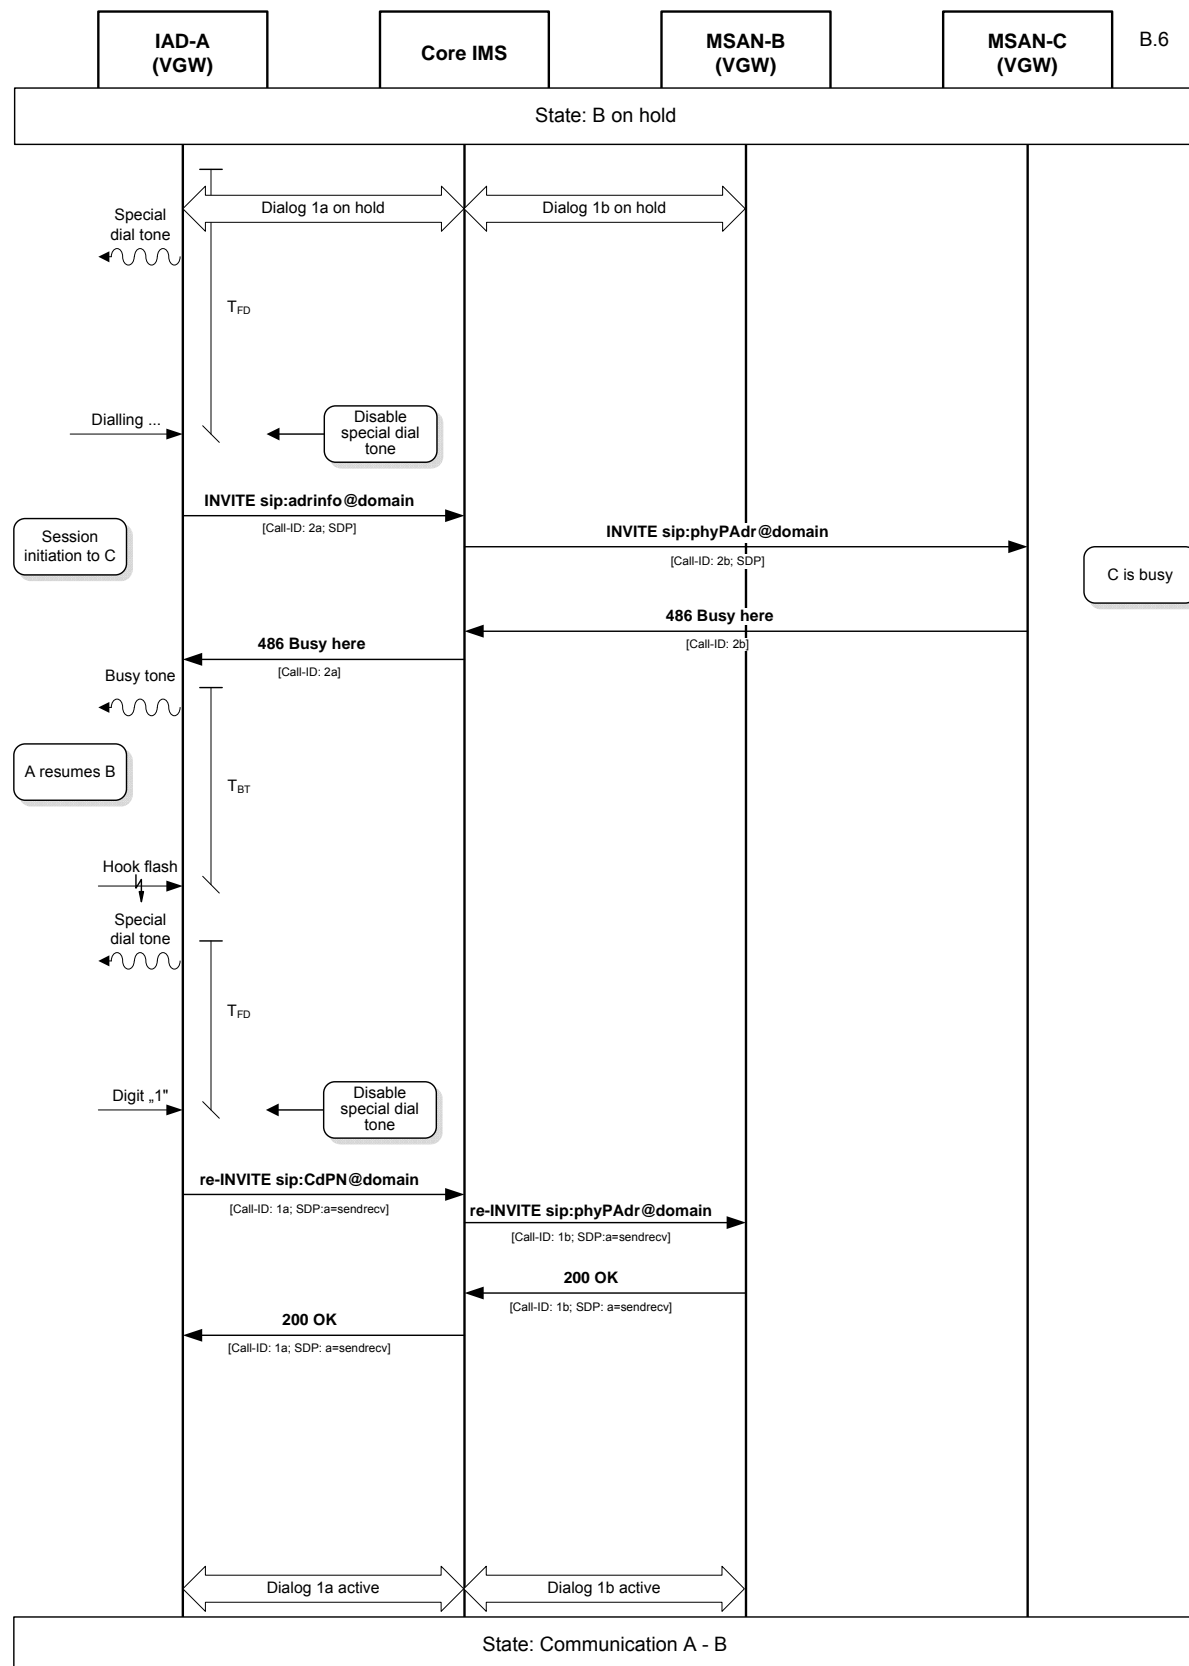 IAD-A
(VGW)
Core IMS
MSAN-B
(VGW)
MSAN-C
(VGW)
B.6
State: B on hold
Dialog 1a on hold
Dialog 1b on hold
Special
dial tone
TFD
Dialling ...
Disable
special dial
tone
INVITE sip:adrinfo@domain
[Call-ID: 2a; SDP]
Session
initiation to C
INVITE sip:phyPAdr@domain
[Call-ID: 2b; SDP]
C is busy
486 Busy here
[Call-ID: 2b]
486 Busy here
[Call-ID: 2a]
Busy tone
A resumes B
TBT
Hook flash
Special
dial tone
TFD
Digit „1"
Disable
special dial
tone
re-INVITE sip:CdPN@domain
[Call-ID: 1a; SDP:a=sendrecv]
re-INVITE sip:phyPAdr@domain
[Call-ID: 1b; SDP:a=sendrecv]
200 OK
[Call-ID: 1b; SDP: a=sendrecv]
200 OK
[Call-ID: 1a; SDP: a=sendrecv]
Dialog 1a active
Dialog 1b active
State: Communication A - B